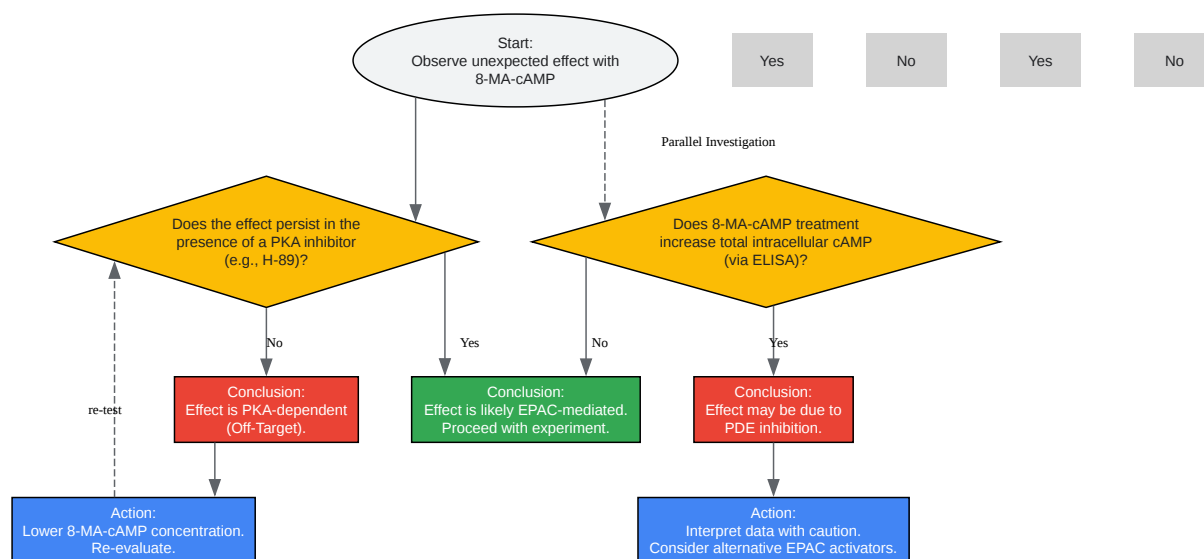 Start:
Observe unexpected effect with
8-MA-cAMP
Yes
No
Yes
No
Parallel Investigation
Does the effect persist in the
presence of a PKA inhibitor
(e.g., H-89)?
Does 8-MA-cAMP treatment
increase total intracellular cAMP
(via ELISA)?
No
Yes
No
Yes
Conclusion:
Effect is PKA-dependent
(Off-Target).
Conclusion:
Effect is likely EPAC-mediated.
Proceed with experiment.
Conclusion:
Effect may be due to
PDE inhibition.
re-test
Action:
Lower 8-MA-cAMP concentration.
Re-evaluate.
Action:
Interpret data with caution.
Consider alternative EPAC activators.